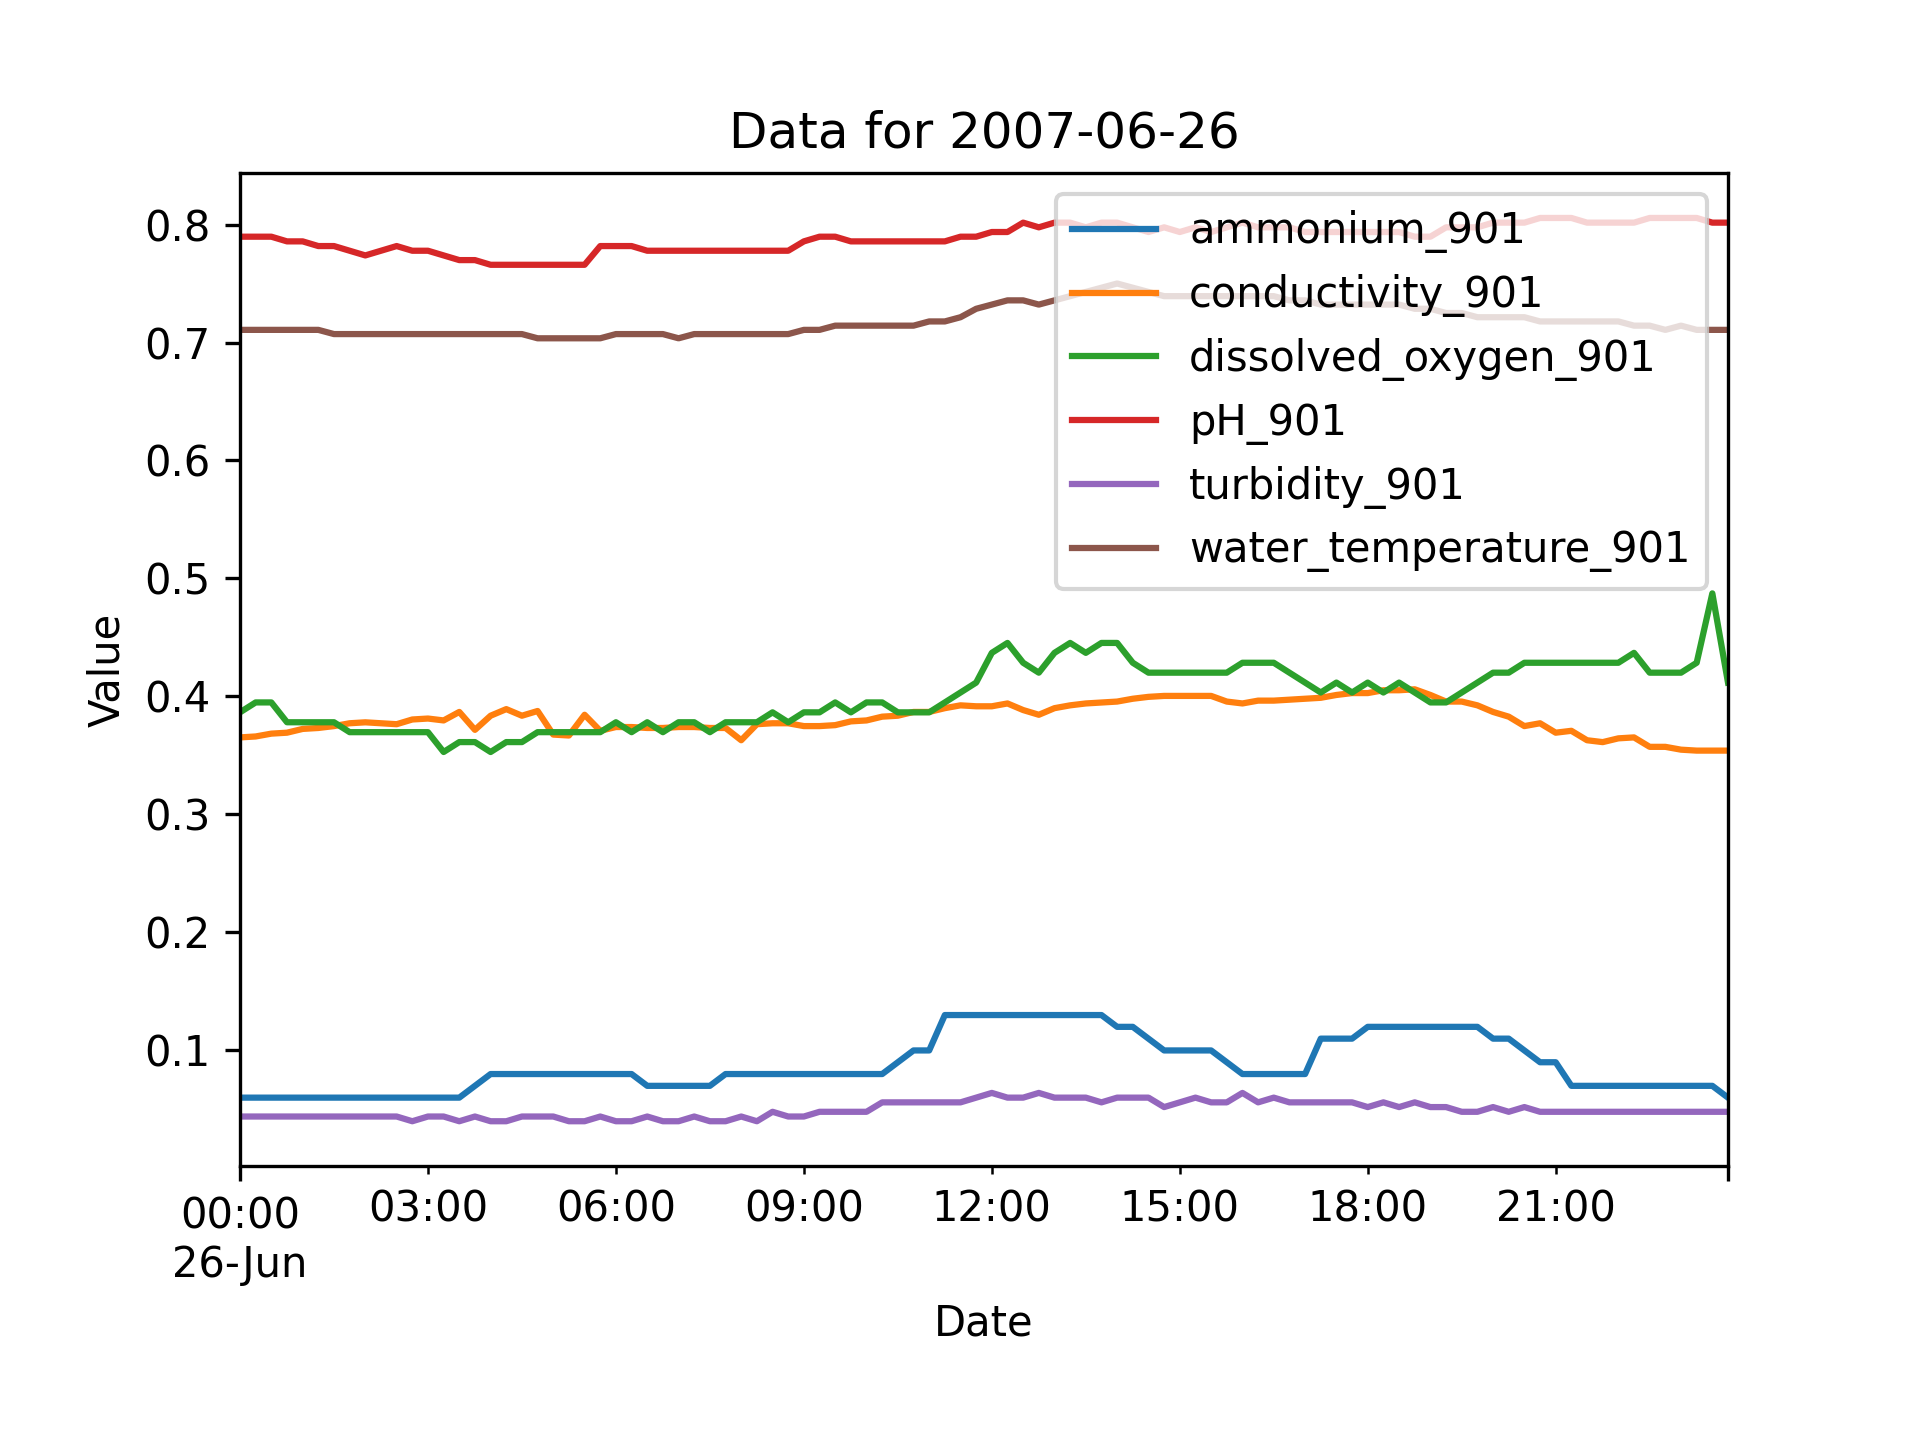 Data for 2007-06-26
0.8
0.7
0.6
0.5
0.4
0.3
0.2
0.1
Value
ammonium_901
conductivity_901
dissolved_oxygen_901
pH_901
turbidity_901
water_temperature_901
00:00 03:00 06:00 09:00 12:00 15:00 18:00 21:00
26-Jun
Date